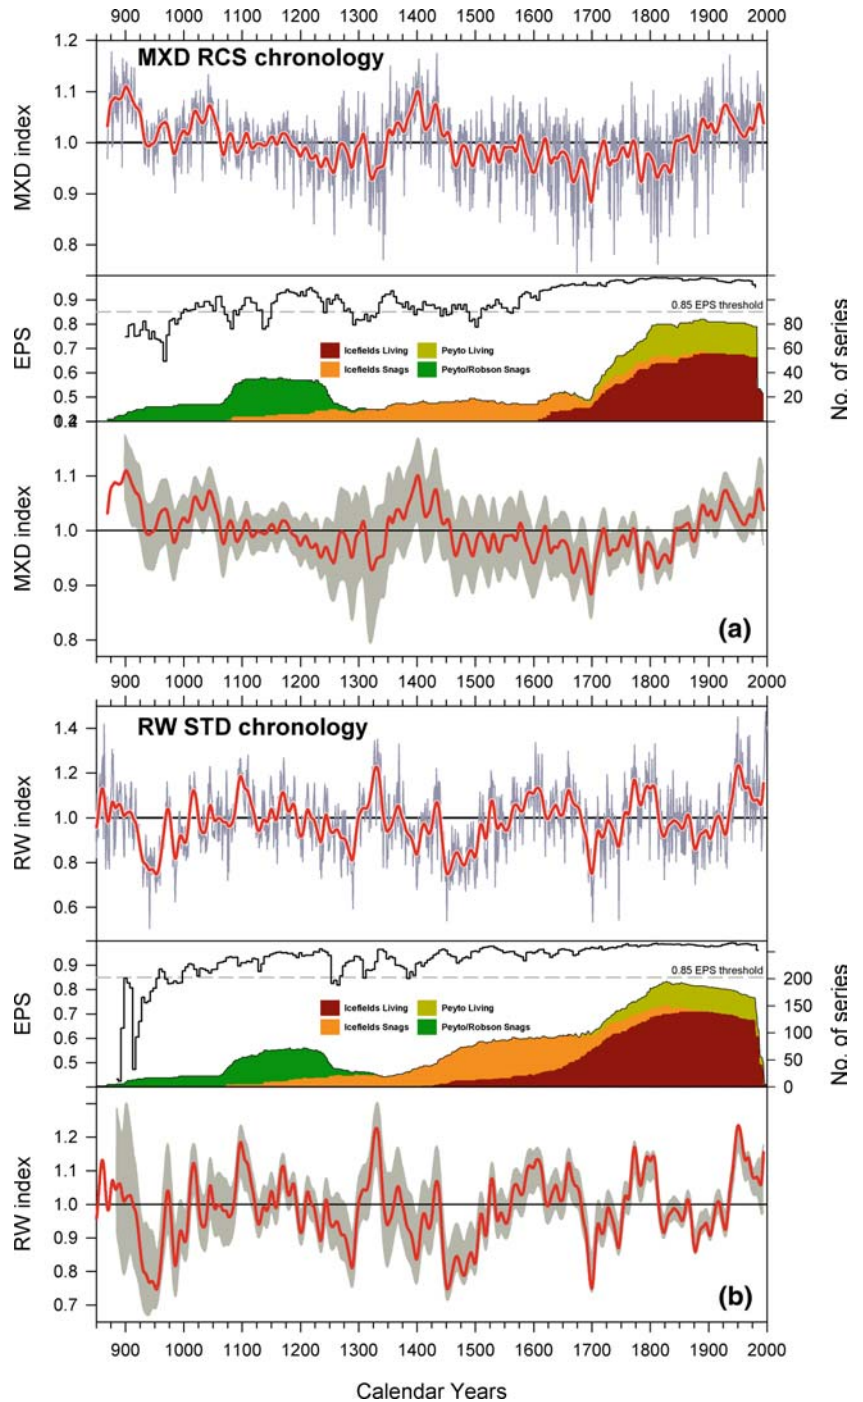 900 1000 1100 1200 1300 1400 1500 1600 1700 1800 1900 2000
MXD RCS chronology
MXD index
1.2
1.1
1.0
0.9
0.8
EPS
0.9
0.8
0.7
0.6
0.5
0.85 EPS threshold
Icefields Living
Peyto Living
Icefields Snags
Peyto/Robson Snags
No. of series
80
60
40
20
MXD index
1.1
1.0
0.9
0.8
(a)
900 1000 1100 1200 1300 1400 1500 1600 1700 1800 1900 2000
RW STD chronology
RW index
1.4
1.2
1.0
0.8
0.6
EPS
0.9
0.8
0.7
0.6
0.5
0.85 EPS threshold
Icefields Living
Peyto Living
Icefields Snags
Peyto/Robson Snags
No. of series
200
150
100
50
0
RW index
1.2
1.1
1.0
0.9
0.8
0.7
(b)
900 1000 1100 1200 1300 1400 1500 1600 1700 1800 1900 2000
Calendar Years